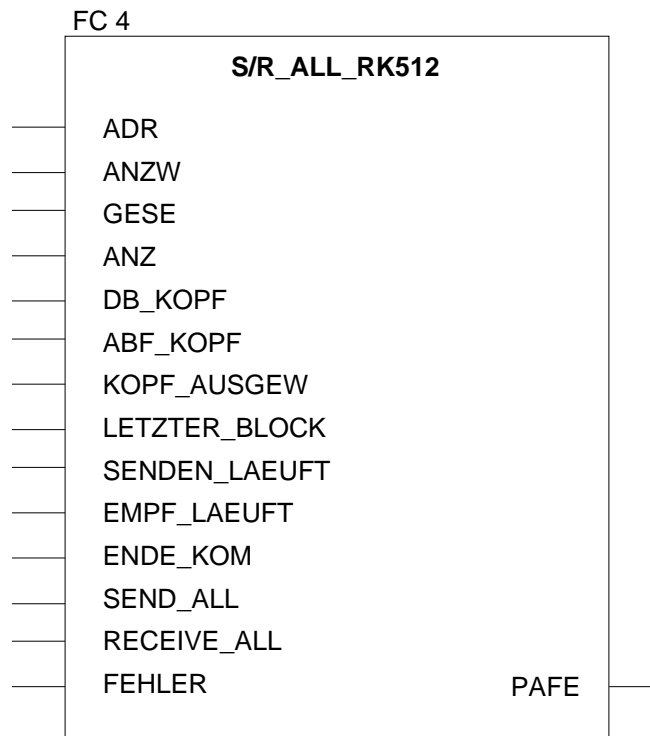 FC 4
S/R_ALL_RK512
ADR
ANZW
GESE
ANZ
DB_KOPF
ABF_KOPF
KOPF_AUSGEW
LETZTER_BLOCK
SENDEN_LAEUFT
EMPF_LAEUFT
ENDE_KOM
SEND_ALL
RECEIVE_ALL
FEHLER PAFE